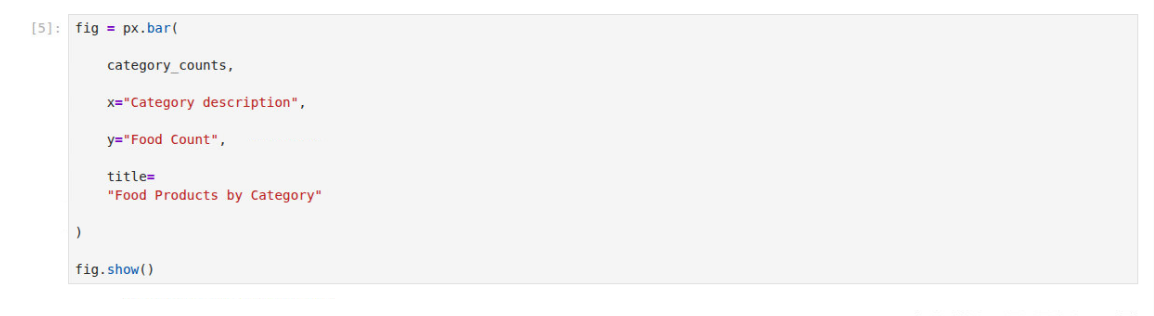 [5]: fig = px.bar(
category_counts,
x="Category description",
y="Food Count",
title=
"Food Products by Category"
)
fig.show()